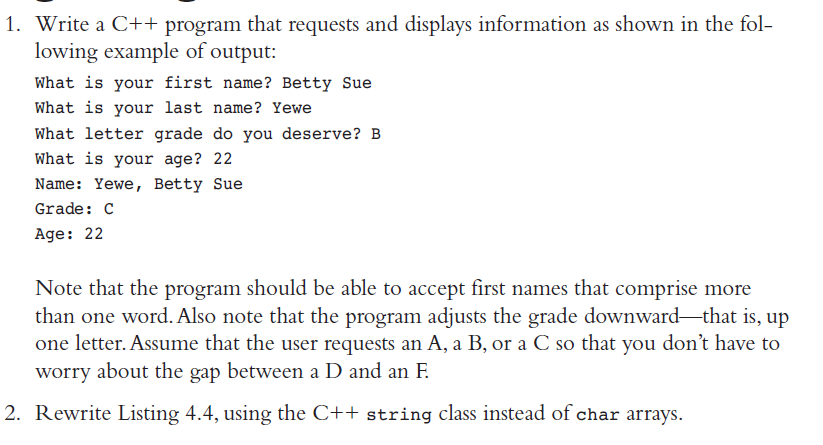 1. Write a C++ program that requests and displays information as shown in the fol-
lowing example of output:
What is your first name? Betty Sue
What is your last name? Yewe
What letter grade do you deserve? B
What is your age? 22
Name: Yewe, Betty Sue
Grade: C
Age: 22
Note that the program should be able to accept first names that comprise more
than one word. Also note that the program adjusts the grade downward—that is, up
one letter. Assume that the user requests an A, a B, or a C so that you don’t have to
worry about the gap between a D and an F.
2. Rewrite Listing 4.4, using the C++ string class instead of char arrays.